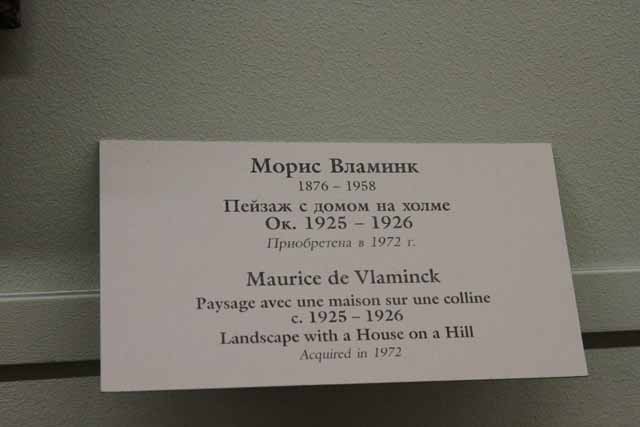 Морис Вламинк
1876 – 1958
Пейзаж с домом на холме
Ок. 1925 – 1926
Приобретена в 1972 г.
Maurice de Vlaminck
Paysage avec une maison sur une colline
c. 1925 – 1926
Landscape with a House on a Hill
Acquired in 1972